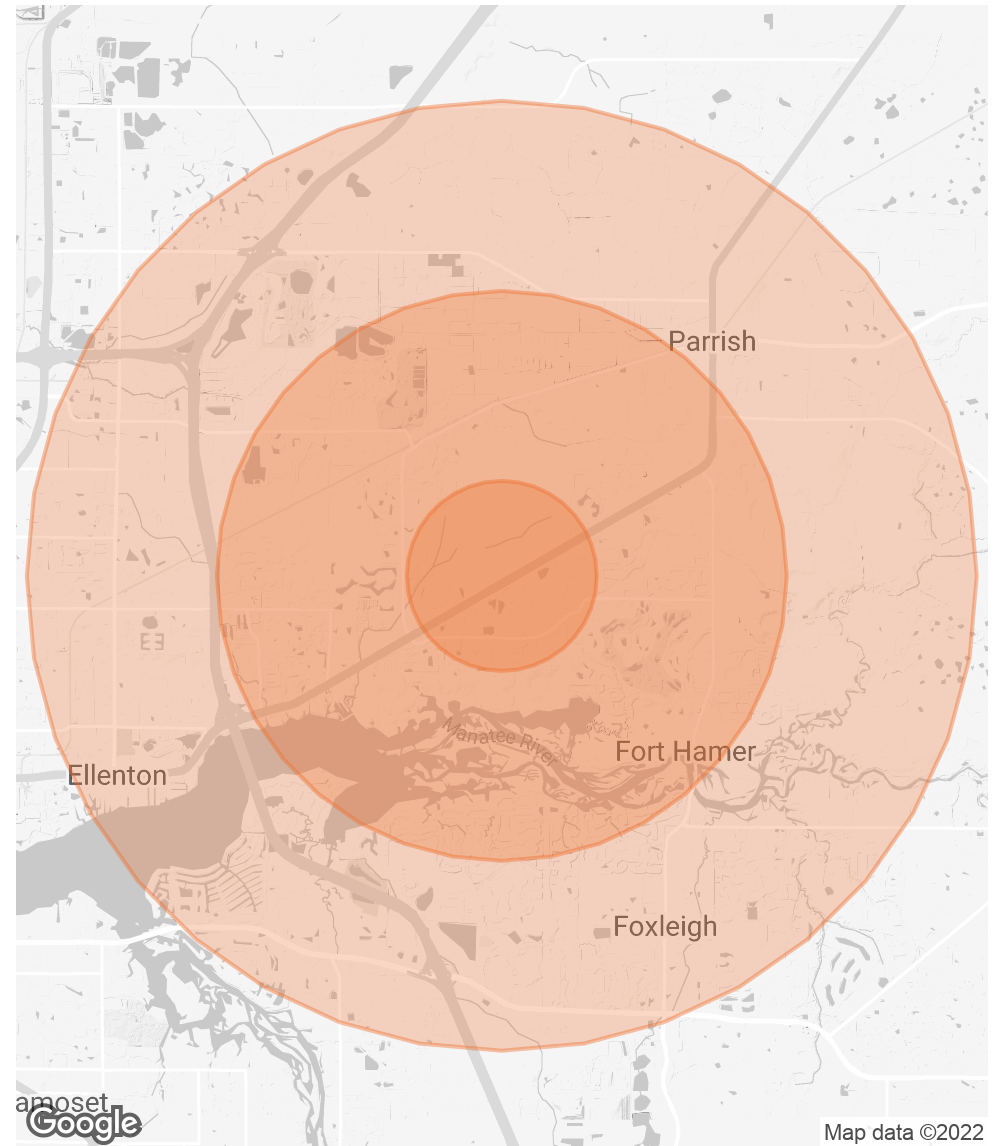 Parrish
Manatee River
Fort Hamer
Ellenton
Foxleigh
amoset
Google
Map data ©2022